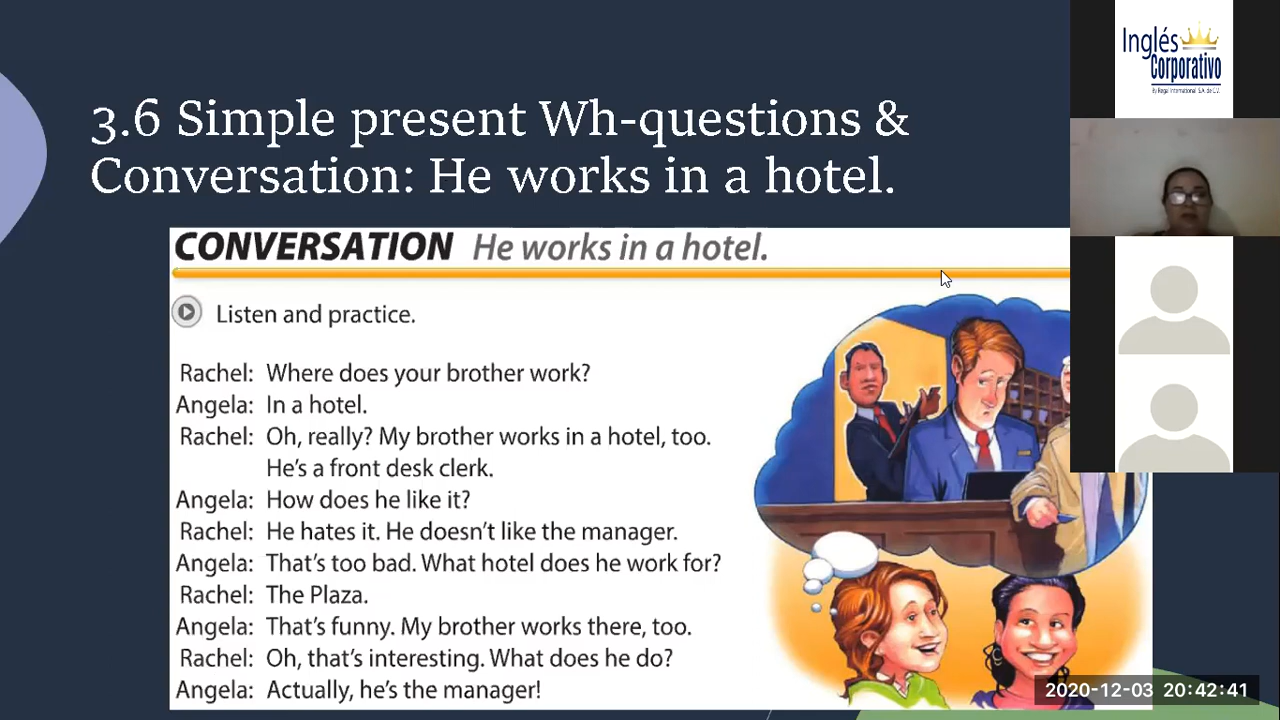 3.6 Simple present Wh-questions &
Conversation: He works in a hotel.
CONVERSATION He works in a hotel.
Listen and practice.
Rachel: Where does your brother work?
Angela: In a hotel.
Rachel: Oh, really? My brother works in a hotel, too.
He's a front desk clerk.
Angela: How does he like it?
Rachel: He hates it. He doesn't like the manager.
Angela: That's too bad. What hotel does he work for?
Rachel: The Plaza.
Angela: That's funny. My brother works there, too.
Rachel: Oh, that's interesting. What does he do?
Angela: Actually, he's the manager!
Inglés
Corporativo
By Regal International S.A. de C.V.
2020-12-03 20:42:41